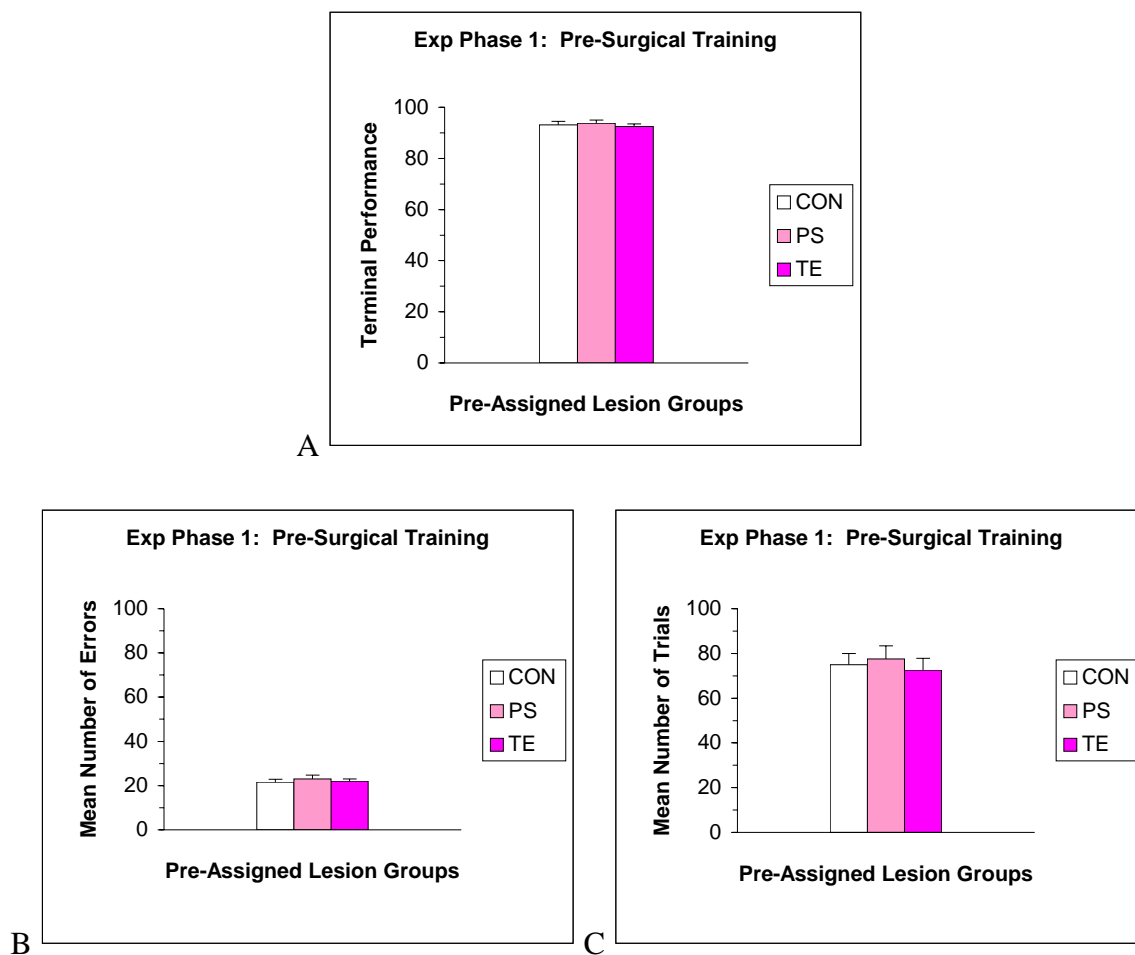 Exp Phase 1: Pre-Surgical Training
100
80
60
40
20
0
Terminal Performance
CON
PS
TE
Pre-Assigned Lesion Groups
A
Exp Phase 1: Pre-Surgical Training
100
80
60
40
20
0
Mean Number of Errors
CON
PS
TE
Pre-Assigned Lesion Groups
B
Exp Phase 1: Pre-Surgical Training
100
80
60
40
20
0
Mean Number of Trials
CON
PS
TE
Pre-Assigned Lesion Groups
C